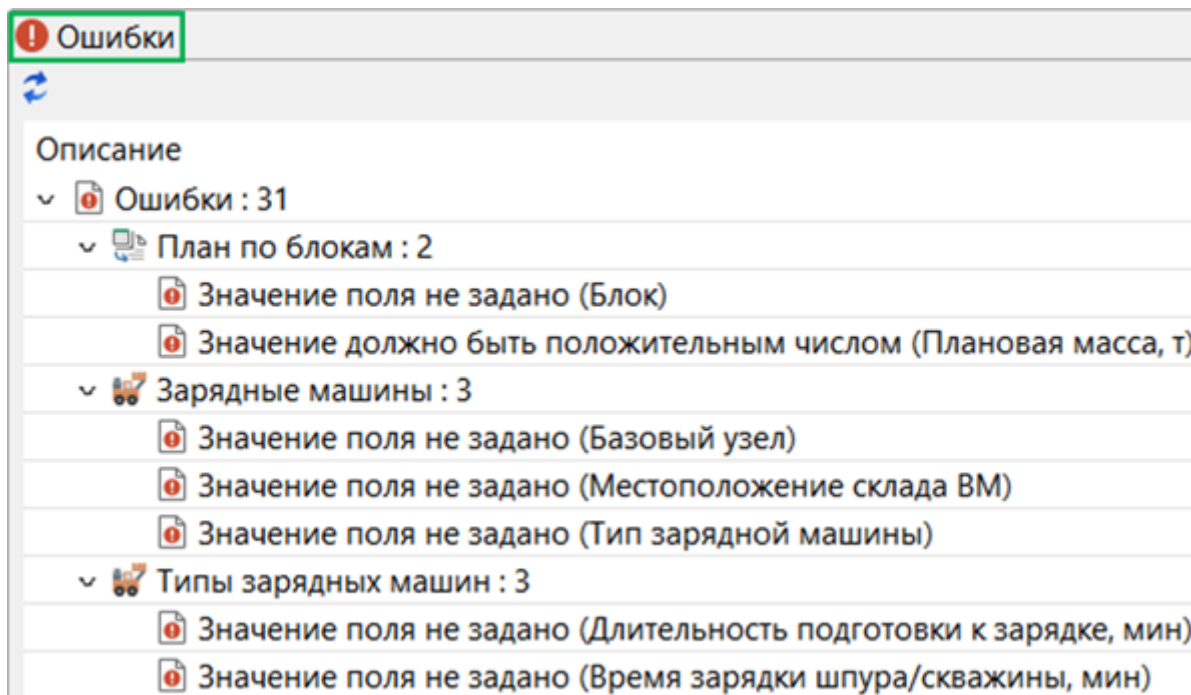 Ошибки
Описание
Ошибки : 31
План по блокам : 2
Значение поля не задано (Блок)
Значение должно быть положительным числом (Плановая масса, т)
Зарядные машины : 3
Значение поля не задано (Базовый узел)
Значение поля не задано (Местоположение склада ВМ)
Значение поля не задано (Тип зарядной машины)
Типы зарядных машин : 3
Значение поля не задано (Длительность подготовки к зарядке, мин)
Значение поля не задано (Время зарядки шпура/скважины, мин)